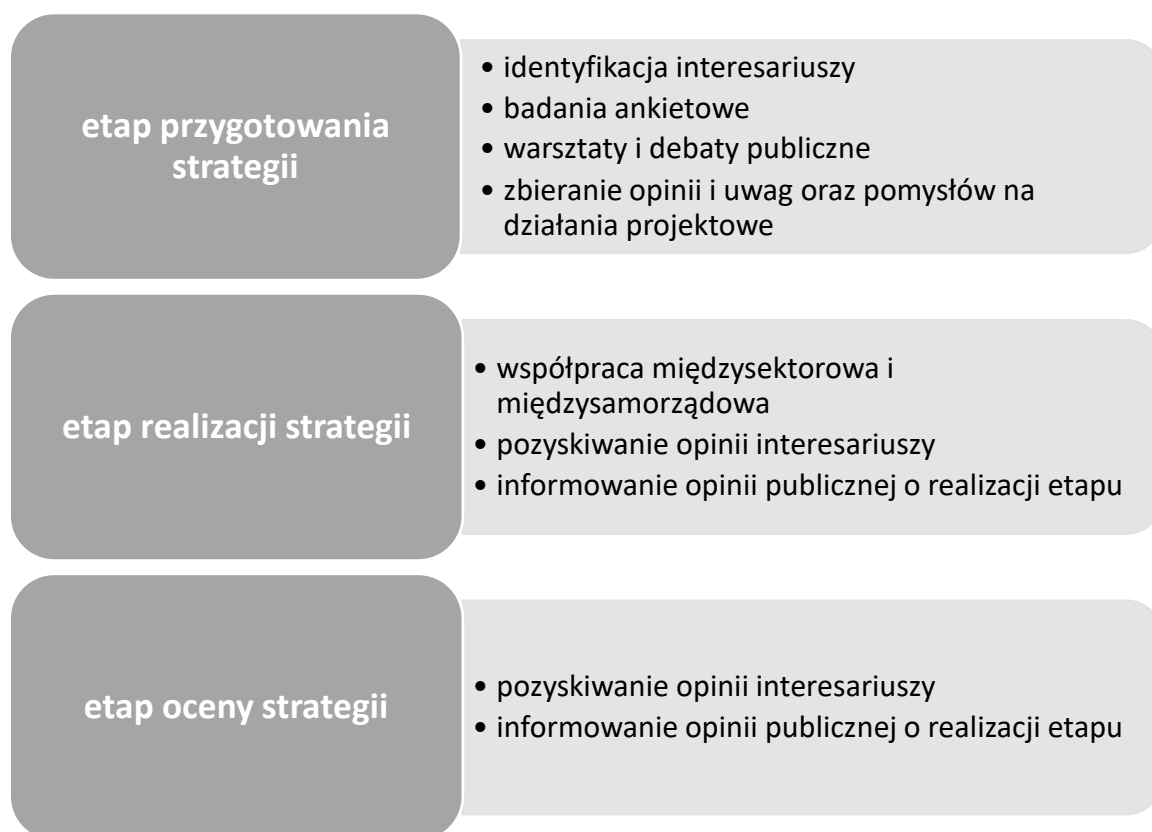 etap przygotowania
strategii
• identyfikacja interesariuszy
• badania ankietowe
• warsztaty i debaty publiczne
• zbieranie opinii i uwag oraz pomysłów na
działania projektowe
etap realizacji strategii
• współpraca międzysektorowa i
międzysamorządowa
• pozyskiwanie opinii interesariuszy
• informowanie opinii publicznej o realizacji etapu
etap oceny strategii
• pozyskiwanie opinii interesariuszy
• informowanie opinii publicznej o realizacji etapu